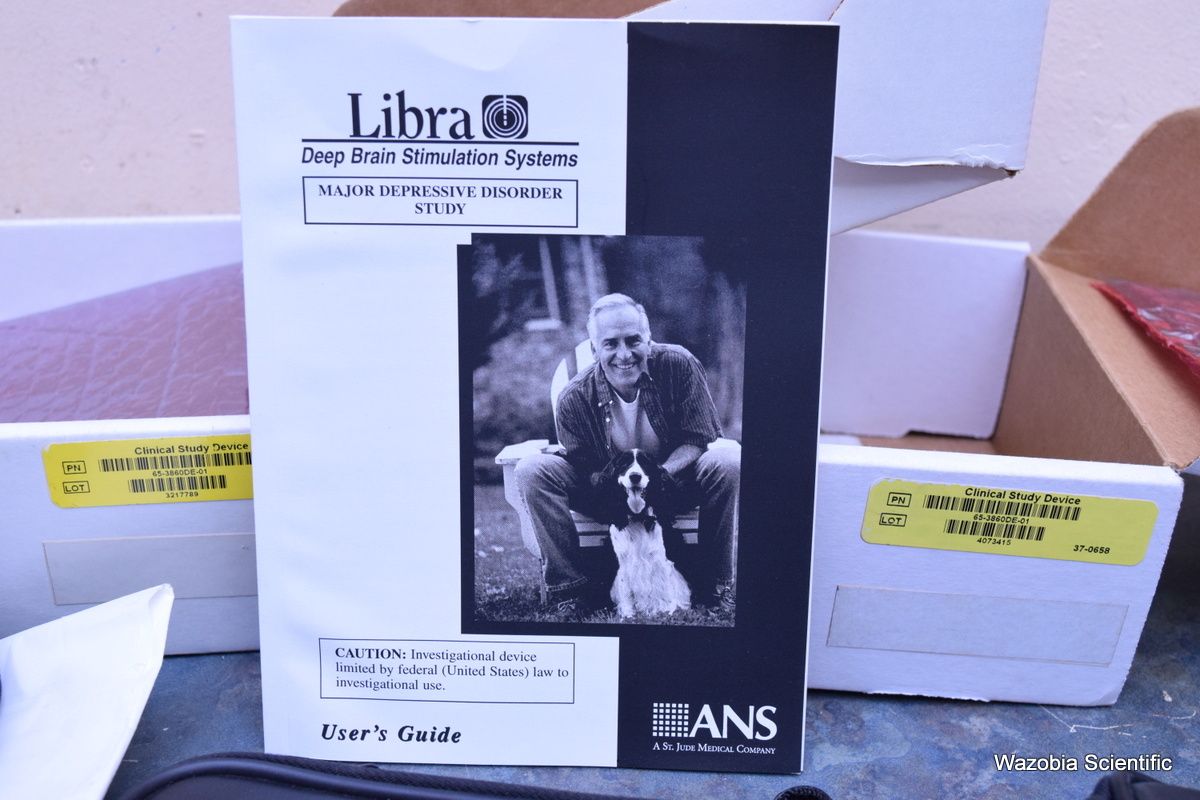 Libra
Deep Brain Stimulation Systems
MAJOR DEPRESSIVE DISORDER
STUDY
CAUTION: Investigational device
limited by federal (United States) law to
investigational use.
User's Guide
ANS
A ST. JUDE MEDICAL COMPANY
Clinical Study Device
PN
65-3860DE-01
LOT
3217789
Clinical Study Device
PN
65-3860DE-01
LOT
4073415
37-0658
Wazobia Scientific